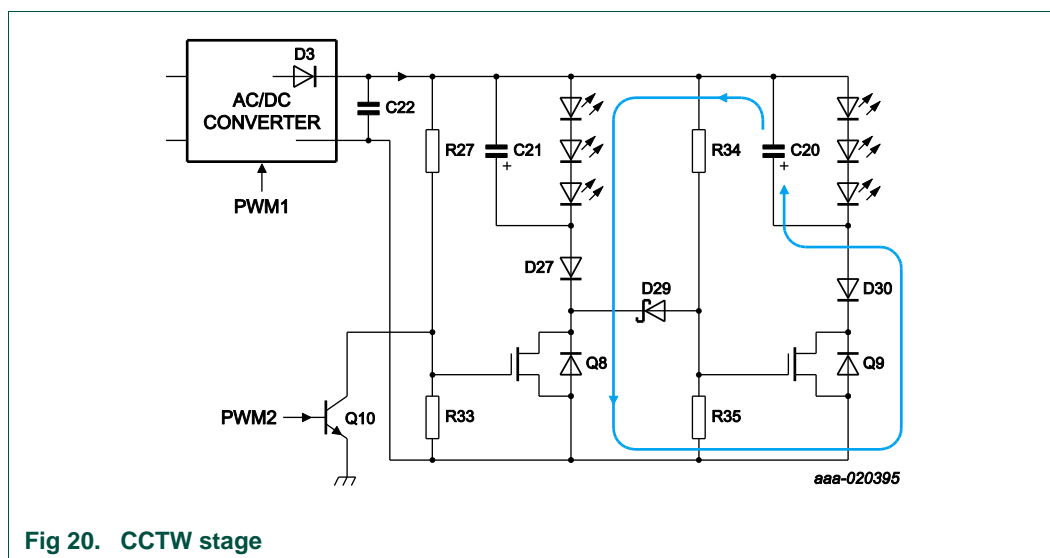 D3
AC/DC
CONVERTER
C22
PWM1
R27
C21
+
R34
C20
+
D27
D29
D30
Q8
Q9
PWM2
Q10
R33
R35
aaa-020395
Fig 20. CCTW stage